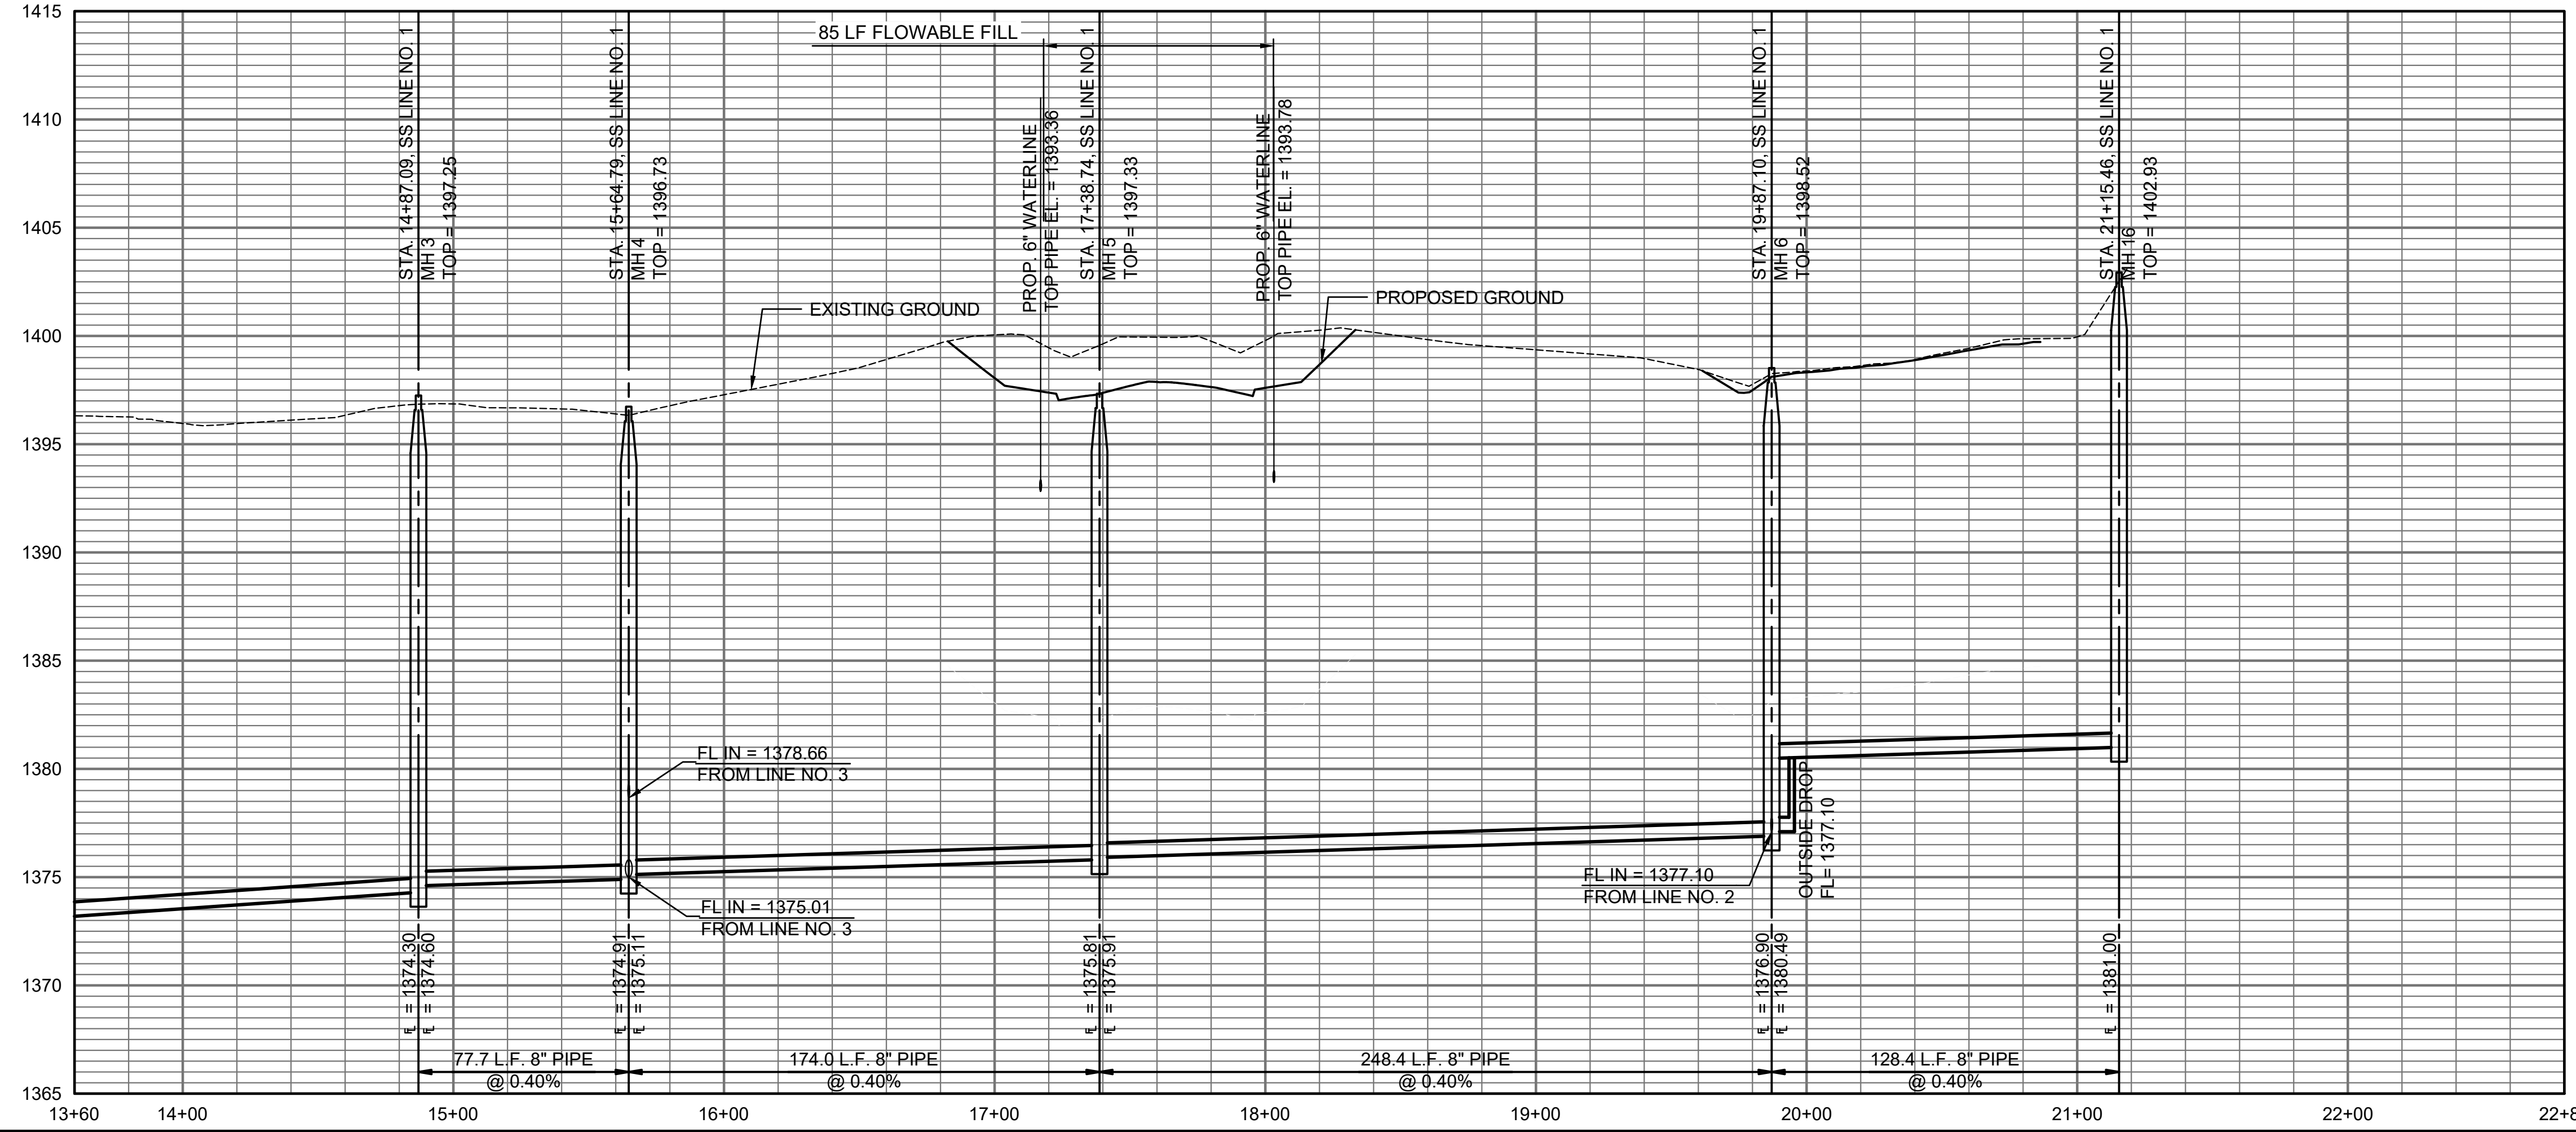 1415
1410
1405
1400
1395
1390
1385
1380
1375
1370
1365
STA. 14+87.09, SS LINE NO. 1
MH 3
TOP = 1397.25
STA. 15+64.79, SS LINE NO. 1
MH 4
TOP = 1396.73
85 LF FLOWABLE FILL
PROP. 6" WATERLINE
TOP PIPE EL. = 1393.36
STA. 17+38.74, SS LINE NO. 1
MH 5
TOP = 1397.33
PROP. 6" WATERLINE
TOP PIPE EL. = 1393.78
STA. 19+87.10, SS LINE NO. 1
MH 6
TOP = 1398.52
STA. 21+15.46, SS LINE NO. 1
MH 16
TOP = 1402.93
EXISTING GROUND
PROPOSED GROUND
FL IN = 1378.66
FROM LINE NO. 3
FL IN = 1375.01
FROM LINE NO. 3
FL IN = 1377.10
FROM LINE NO. 2
OUTSIDE DROP
FL= 1377.10
FL = 1374.30
FL = 1374.60
FL = 1374.91
FL = 1375.11
FL = 1375.81
FL = 1375.91
FL = 1376.90
FL = 1380.49
FL = 1381.00
77.7 L.F. 8" PIPE
@ 0.40%
174.0 L.F. 8" PIPE
@ 0.40%
248.4 L.F. 8" PIPE
@ 0.40%
128.4 L.F. 8" PIPE
@ 0.40%
13+60
14+00
15+00
16+00
17+00
18+00
19+00
20+00
21+00
22+00
22+8